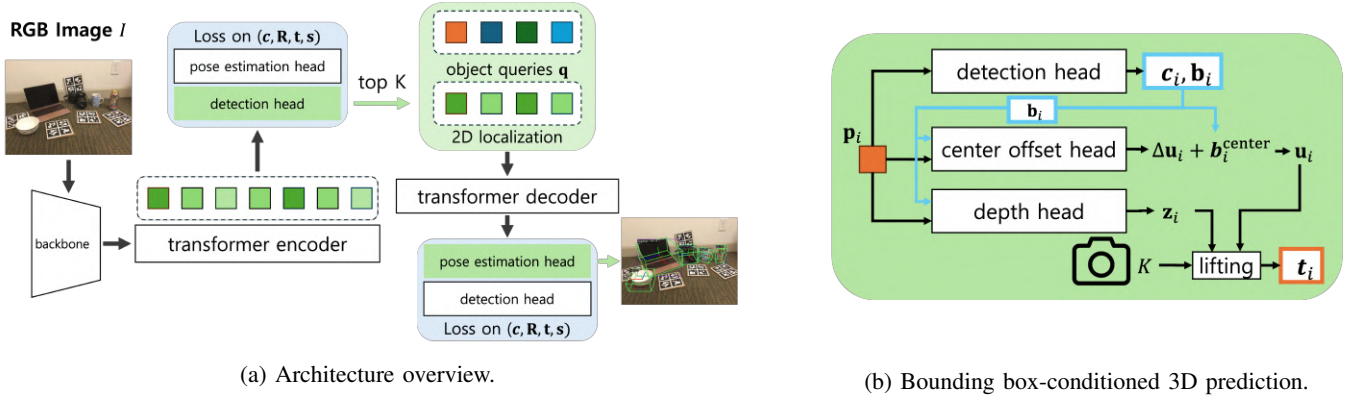 RGB Image I
backbone
transformer encoder
Loss on (c, R, t, s)
pose estimation head
detection head
top K
object queries q
2D localization
transformer decoder
pose estimation head
detection head
Loss on (c, R, t, s)
(a) Architecture overview.
detection head
c_i, b_i
b_i
p_i
center offset head
Δu_i + b_i^center
u_i
depth head
z_i
K
lifting
t_i
(b) Bounding box-conditioned 3D prediction.